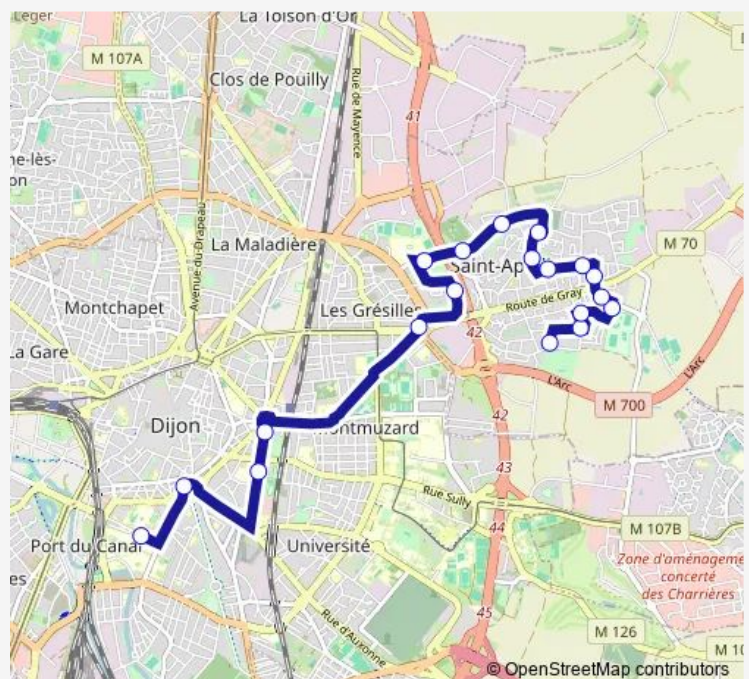 La Toison d'Or
Léger
M 107A
Clos de Pouilly
Rue de Mayence
41
ne-lès-
on
Avenue du Drapeau
La Maladière
M 70
Saint-Ap
Route de Gray
Montchapet
Les Grésilles
42
La Gare
L'Arc
L'Arc
M 700
42
Dijon
ontmuzard
43
Rue Sully
44
M 107B
Port du Canal
Université
Zone d'aménageme
concerté
des Charrières
es
Rue d'Auxonne
45
M 126
M 10
© OpenStreetMap contributors